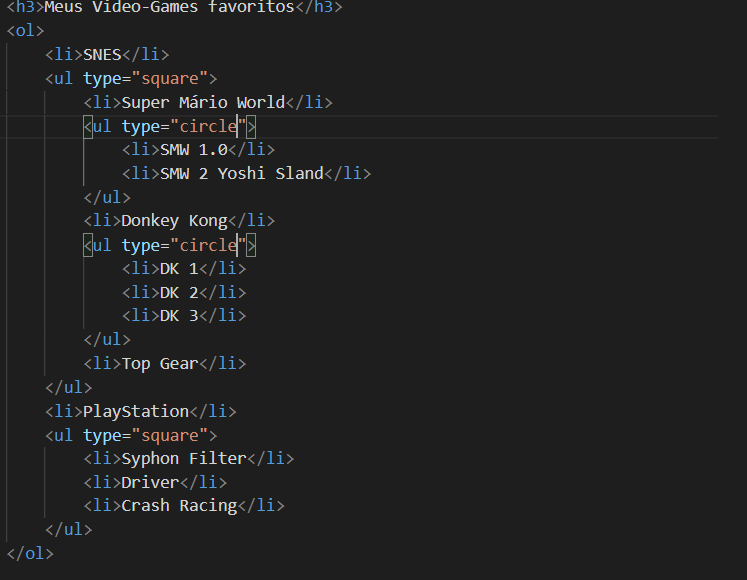 <h3>Meus Video-Games favoritos</h3>
<ol>
    <li>SNES</li>
    <ul type="square">
        <li>Super Mário World</li>
        <ul type="circle">
            <li>SMW 1.0</li>
            <li>SMW 2 Yoshi Sland</li>
        </ul>
        <li>Donkey Kong</li>
        <ul type="circle">
            <li>DK 1</li>
            <li>DK 2</li>
            <li>DK 3</li>
        </ul>
        <li>Top Gear</li>
    </ul>
    <li>PlayStation</li>
    <ul type="square">
        <li>Syphon Filter</li>
        <li>Driver</li>
        <li>Crash Racing</li>
    </ul>
</ol>